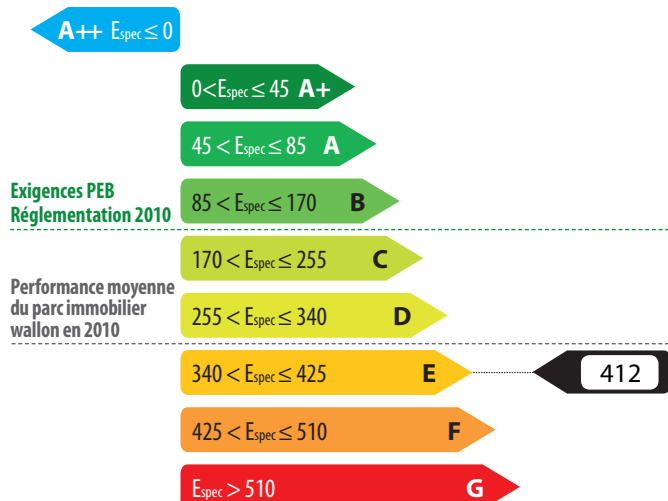 A++ Espec ≤ 0
0<Espec ≤ 45 A+
45 < Espec ≤ 85 A
Exigences PEB
Réglementation 2010
85 < Espec ≤ 170 B
170 < Espec ≤ 255 C
Performance moyenne
du parc immobilier
wallon en 2010
255 < Espec ≤ 340 D
340 < Espec ≤ 425 E
412
425 < Espec ≤ 510 F
Espec > 510 G